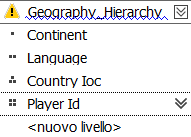 Geography_Hierarchy
Continent
Language
Country Ioc
Player Id
<nuovo livello>